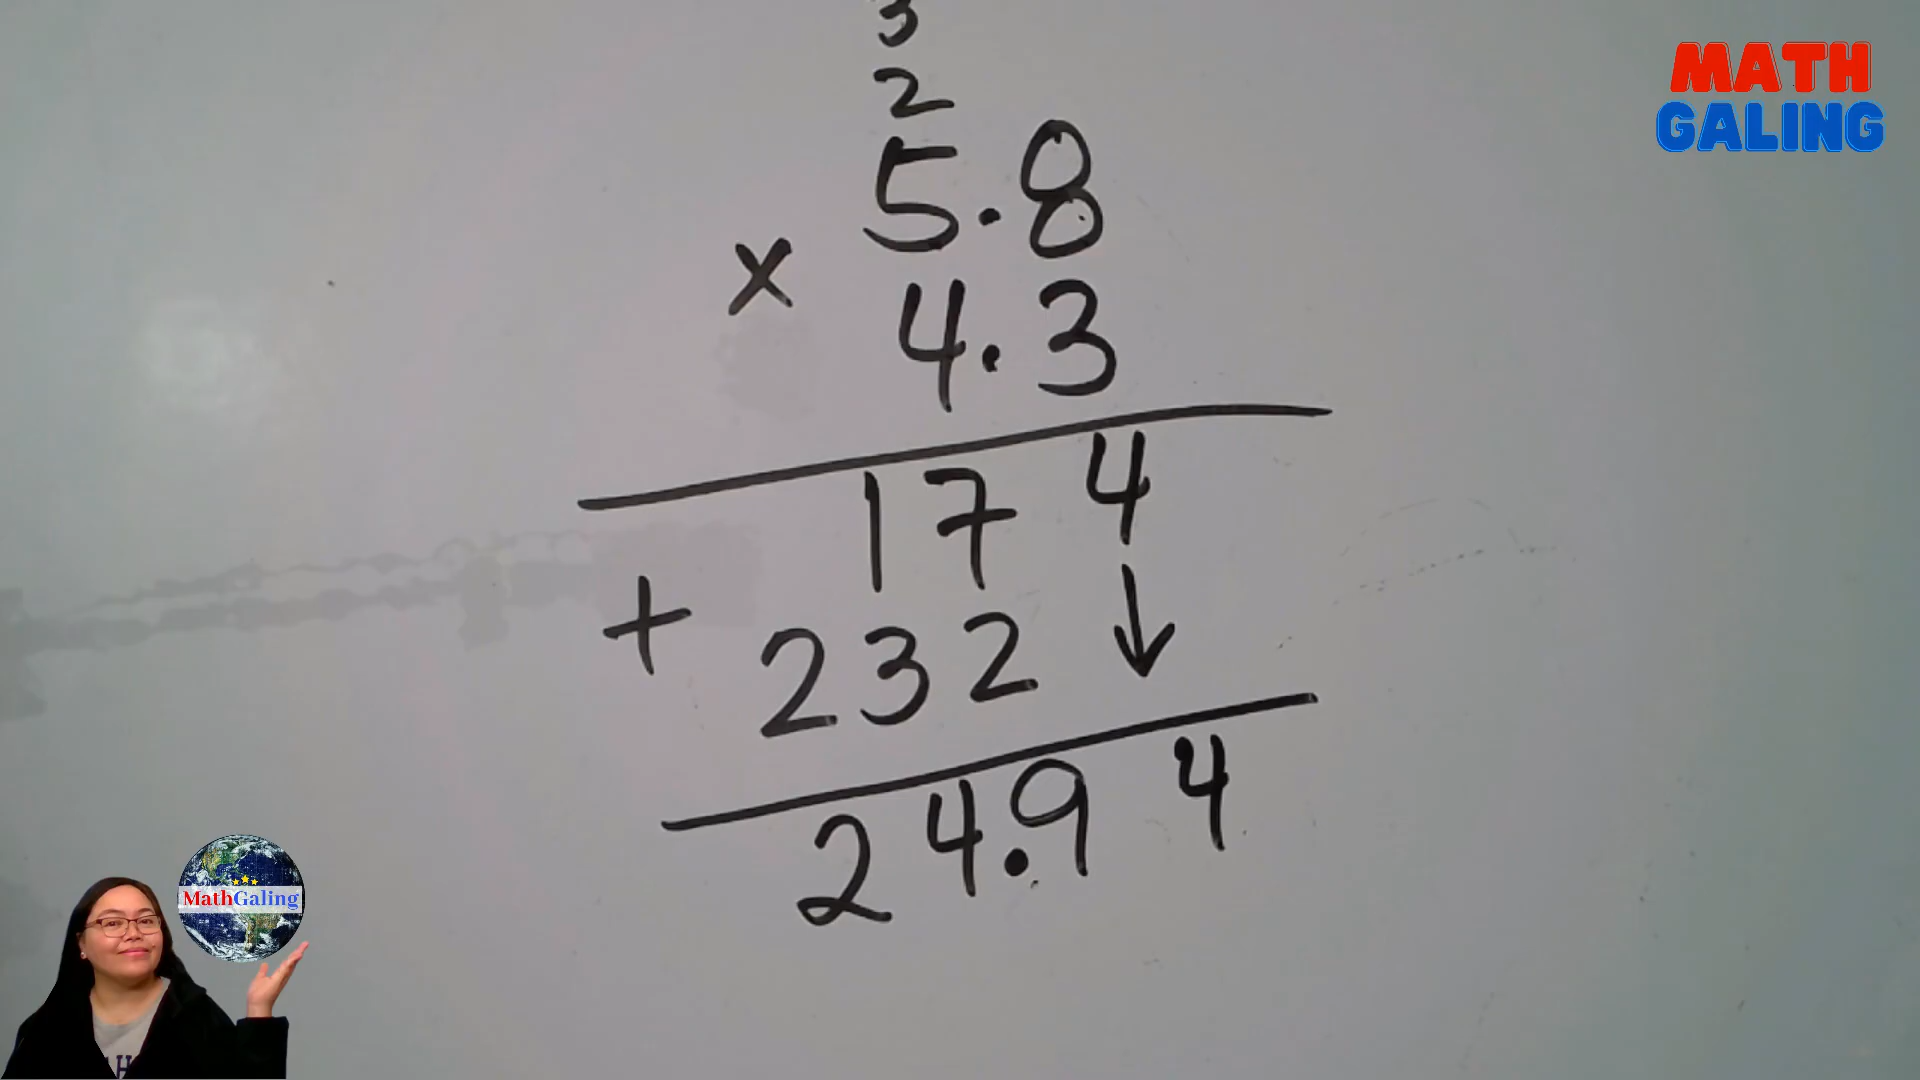 3
2
5.8
x 4.3
174
+ 232 ↓
24.94
MATH
GALING
MathGaling